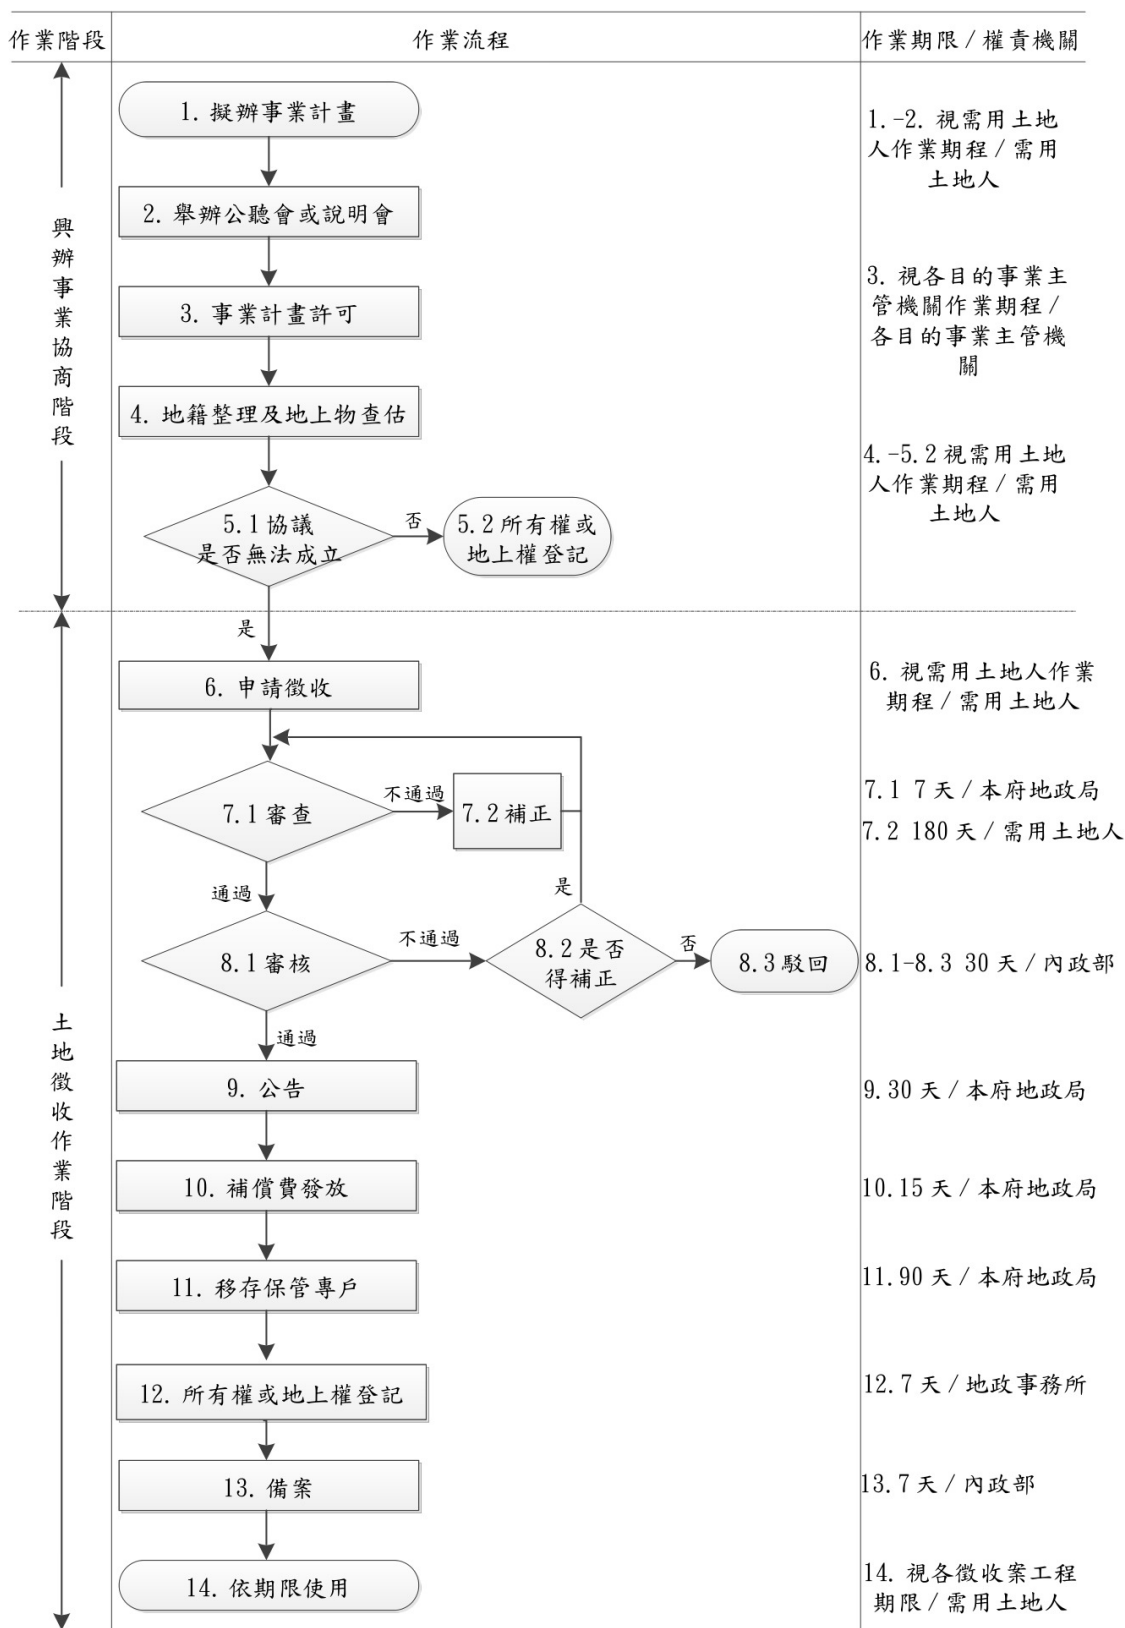 作業階段
作業流程
作業期限/權責機關
興辦事業協商階段
1. 擬辦事業計畫
1.-2. 視需用土地
人作業期程/需用
土地人
2. 舉辦公聽會或說明會
3. 事業計畫許可
3. 視各目的事業主
管機關作業期程/
各目的事業主管機
關
4. 地籍整理及地上物查估
4.-5.2視需用土地
人作業期程/需用
土地人
5.1協議
是否無法成立
否
5.2所有權或
地上權登記
是
土地徵收作業階段
6. 申請徵收
6. 視需用土地人作業
期程/需用土地人
7.1審查
不通過
7.2補正
7.1 7天/本府地政局
7.2 180天/需用土地人
通過
是
8.1審核
不通過
8.2是否
得補正
否
8.3駁回
8.1-8.3 30天/內政部
通過
9. 公告
9.30天/本府地政局
10. 補償費發放
10.15天/本府地政局
11. 移存保管專戶
11.90天/本府地政局
12. 所有權或地上權登記
12.7天/地政事務所
13. 備案
13.7天/內政部
14. 依期限使用
14. 視各徵收案工程
期限/需用土地人